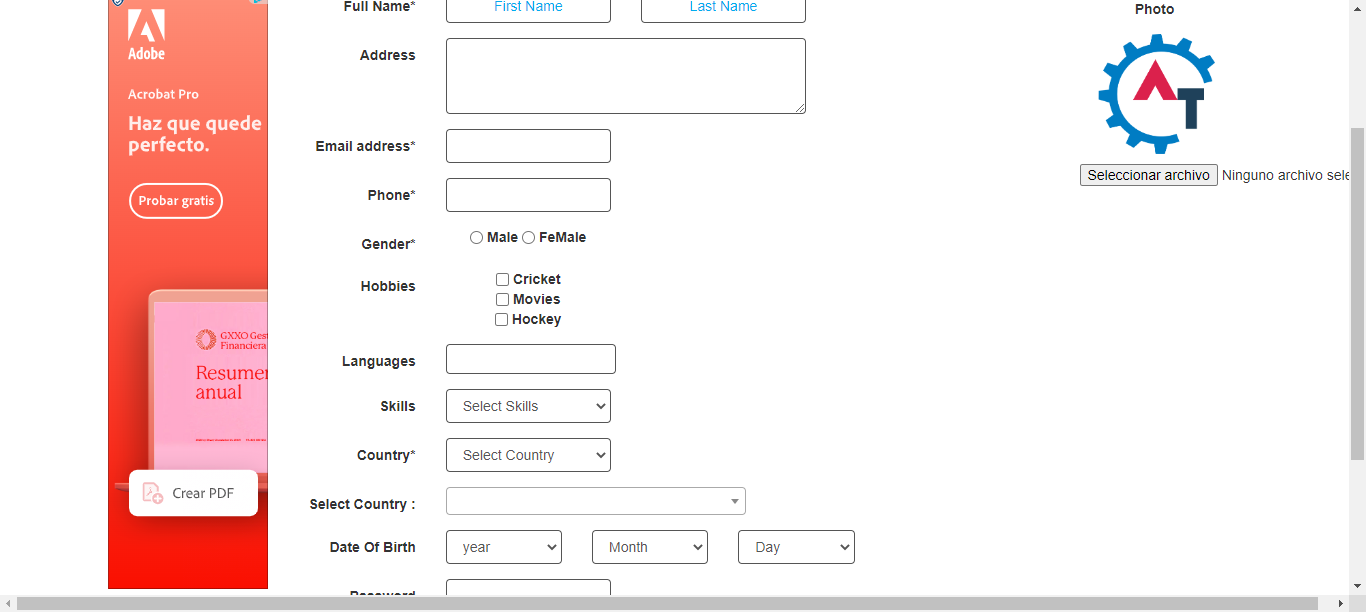 Adobe
Acrobat Pro
Haz que quede
perfecto.
Probar gratis
GXXO Ges
Financiera
Resumen
anual
Crear PDF
Full Name*
First Name
Last Name
Address
Email address*
Phone*
Gender*
Male
FeMale
Hobbies
Cricket
Movies
Hockey
Languages
Skills
Select Skills
Country*
Select Country
Select Country :
Date Of Birth
year
Month
Day
Password
Photo
AT
Seleccionar archivo
Ninguno archivo sele